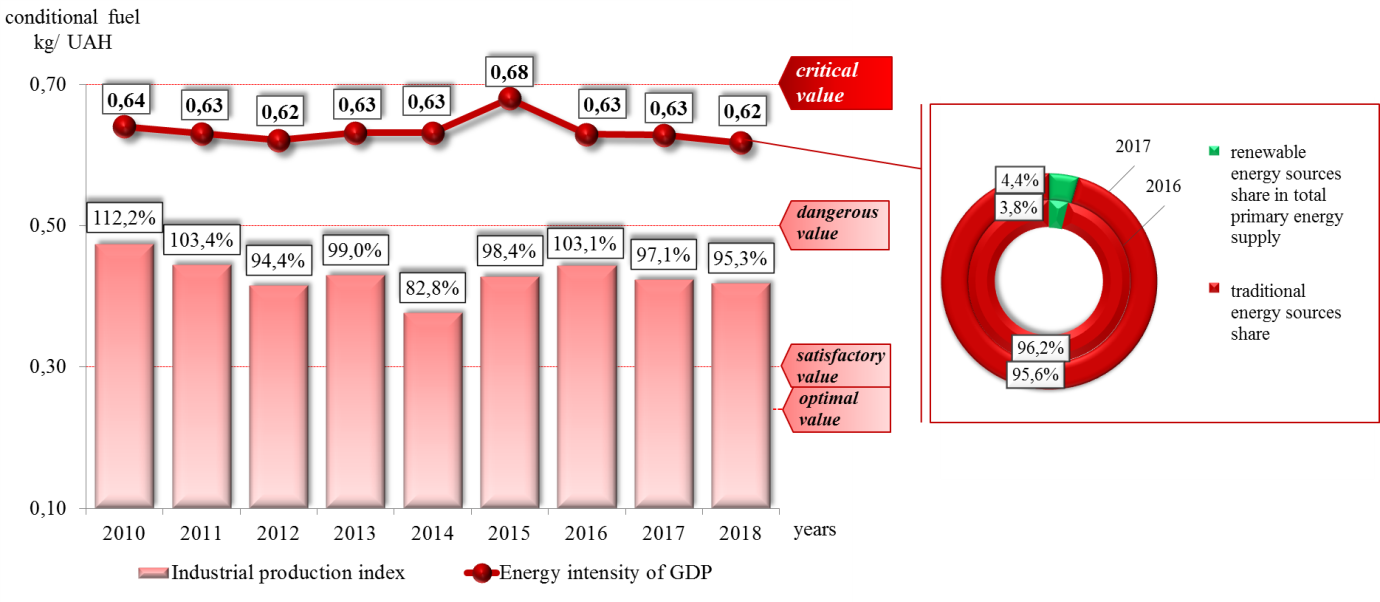 conditional fuel
kg/ UAH
0,70
0,50
0,30
0,10
0,64
0,63
0,62
0,63
0,63
0,68
0,63
0,63
0,62
112,2%
103,4%
94,4%
99,0%
82,8%
98,4%
103,1%
97,1%
95,3%
critical
value
dangerous
value
satisfactory
value
optimal
value
2010
2011
2012
2013
2014
2015
2016
2017
2018
years
Industrial production index
Energy intensity of GDP
2017
2016
4,4%
3,8%
96,2%
95,6%
renewable
energy sources
share in total
primary energy
supply
traditional
energy sources
share